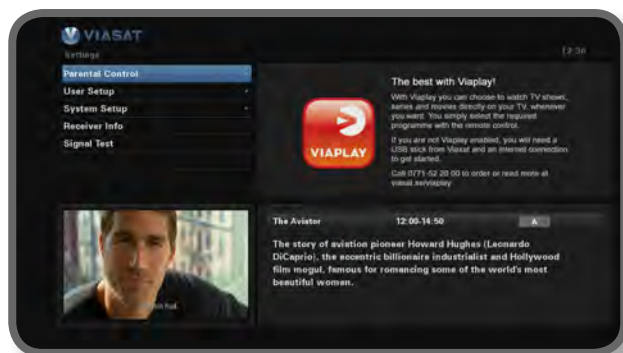 VIASAT
Settings
12:30
Parental Control
User Setup
System Setup
Receiver Info
Signal Test
VIAPLAY
The best with Viaplay!
With Viaplay you can choose to watch TV shows,
series and movies directly on your TV, whenever
you want. You simply select the required
programme with the remote control.
If you are not Viaplay enabled, you will need a
USB stick from Viasat and an internet connection
to get started.
Call 0771-52 20 00 to order or read more at
viasat.se/viaplay
The Aviator 12:00-14:50 A
The story of aviation pioneer Howard Hughes (Leonardo
DiCaprio), the eccentric billionaire industrialist and Hollywood
film mogul, famous for romancing some of the world's most
beautiful women.